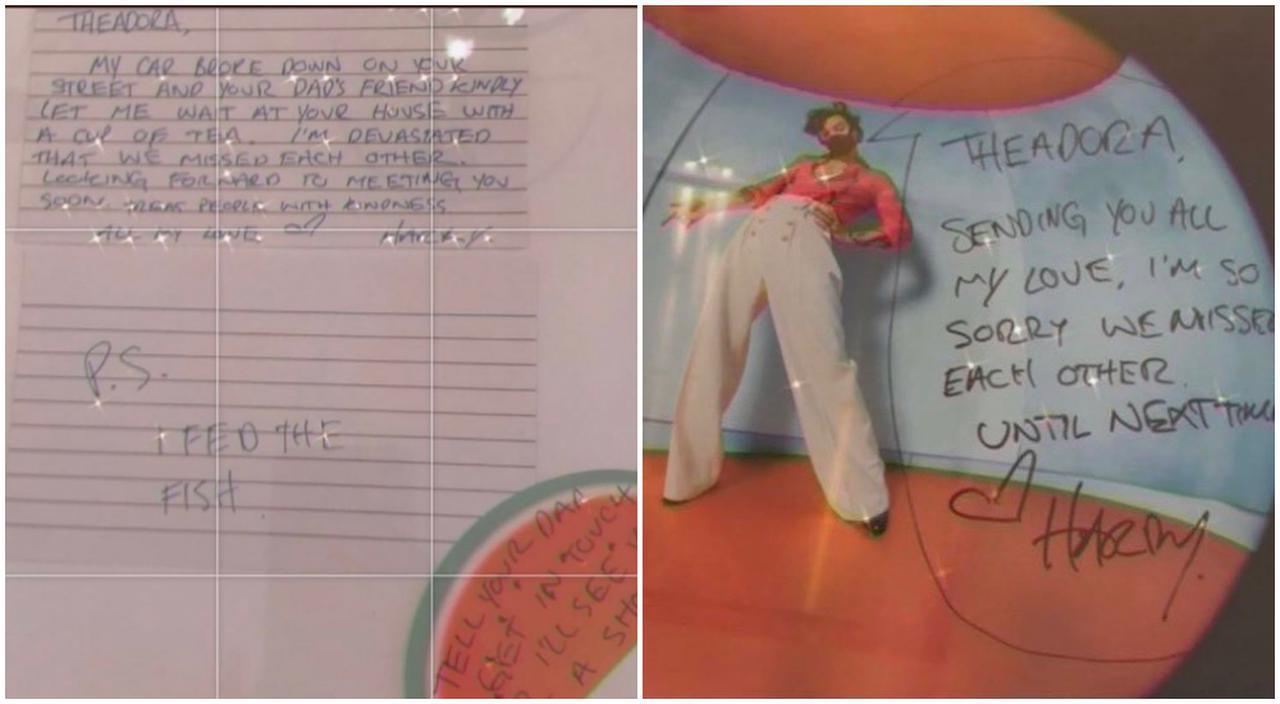 THEADORA,
MY CAR BROKE DOWN ON YOUR
STREET AND YOUR DAD'S FRIEND KINDLY
LET ME WAIT AT YOUR HOUSE WITH
A CUP OF TEA. I'M DEVASTATED
THAT WE MISSED EACH OTHER.
LOOKING FORWARD TO MEETING YOU
SOON. TREAT PEOPLE WITH KINDNESS
ALL MY LOVE HARRY.
P.S.
I FED THE
FISH.
TELL YOUR DAD
GET IN TOUCH
I'LL SEE
A
THEADORA,
SENDING YOU ALL
MY LOVE, I'M SO
SORRY WE MISSED
EACH OTHER.
UNTIL NEXT
HARRY.